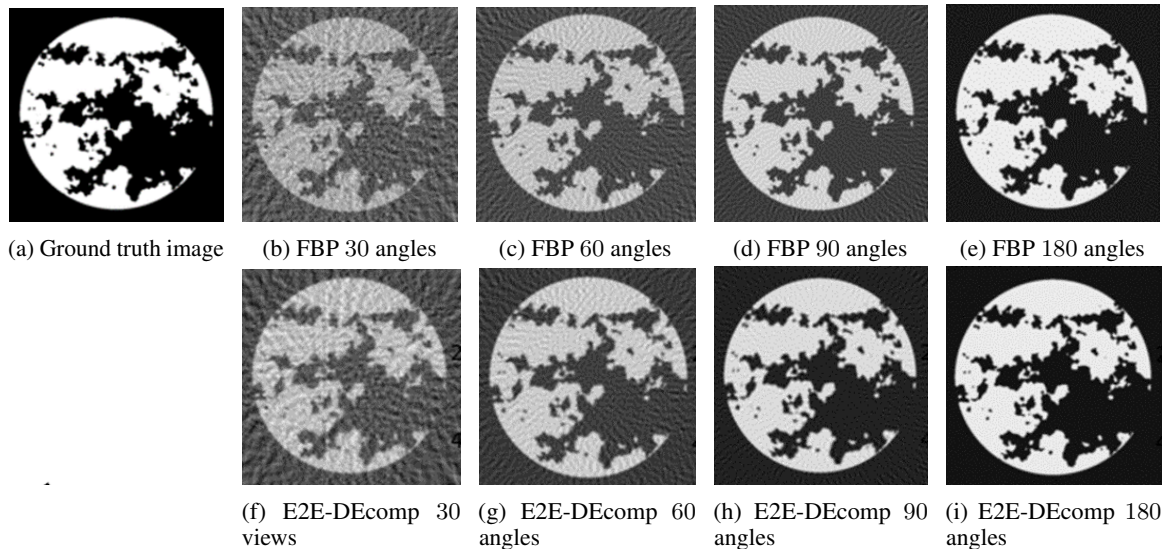 (a) Ground truth image
(b) FBP 30 angles
(c) FBP 60 angles
(d) FBP 90 angles
(e) FBP 180 angles
(f) E2E-DEcomp 30
views
(g) E2E-DEcomp 60
angles
(h) E2E-DEcomp 90
angles
(i) E2E-DEcomp 180
angles